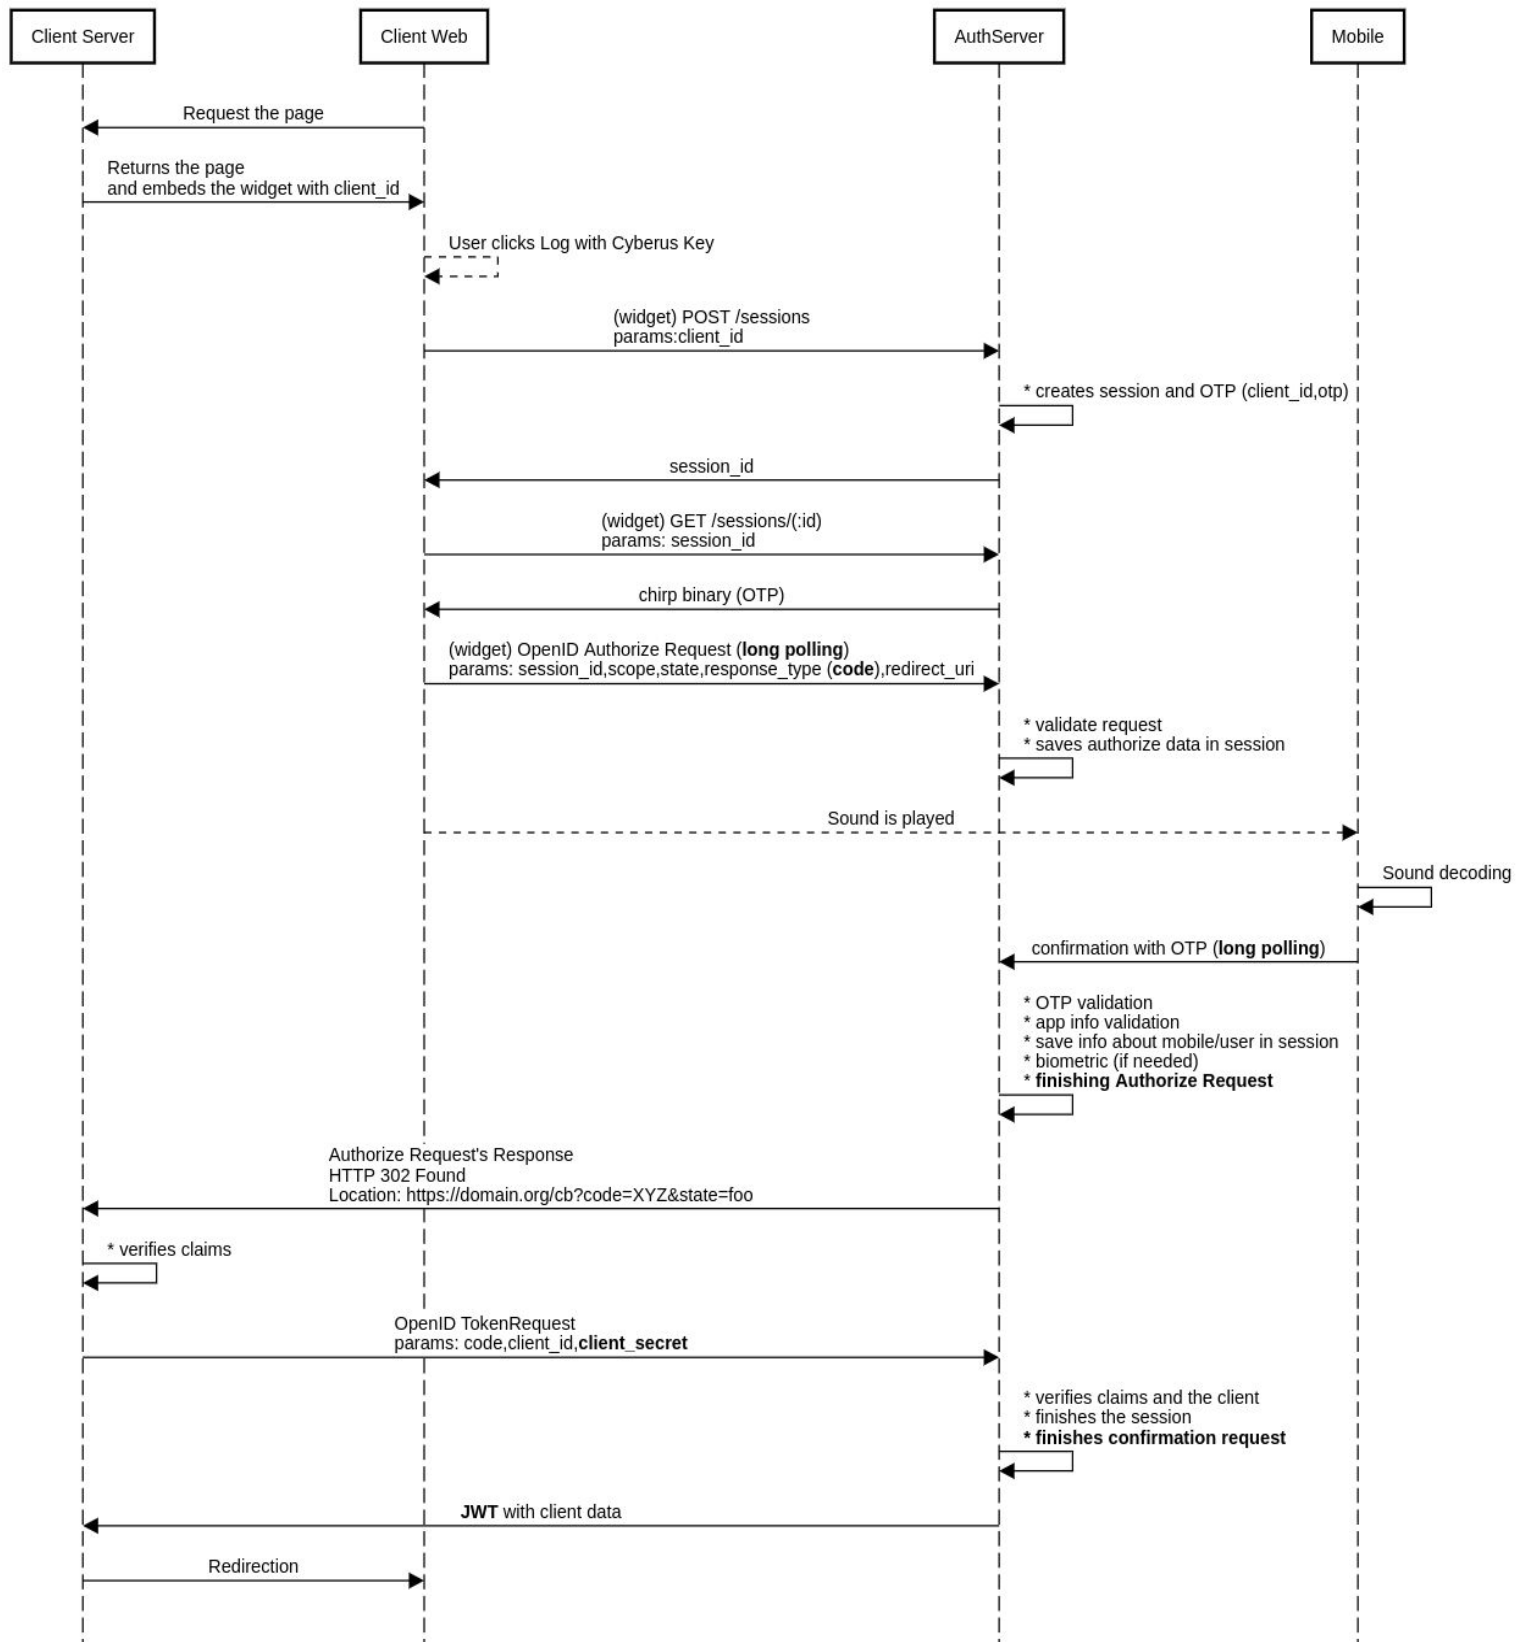 Client Server
Client Web
AuthServer
Mobile
Request the page
Returns the page
and embeds the widget with client_id
User clicks Log with Cyberus Key
(widget) POST /sessions
params:client_id
* creates session and OTP (client_id,otp)
session_id
(widget) GET /sessions/(:id)
params: session_id
chirp binary (OTP)
(widget) OpenID Authorize Request (long polling)
params: session_id,scope,state,response_type (code),redirect_uri
* validate request
* saves authorize data in session
Sound is played
Sound decoding
confirmation with OTP (long polling)
* OTP validation
* app info validation
* save info about mobile/user in session
* biometric (if needed)
* finishing Authorize Request
Authorize Request's Response
HTTP 302 Found
Location: https://domain.org/cb?code=XYZ&state=foo
* verifies claims
OpenID TokenRequest
params: code,client_id,client_secret
* verifies claims and the client
* finishes the session
* finishes confirmation request
JWT with client data
Redirection